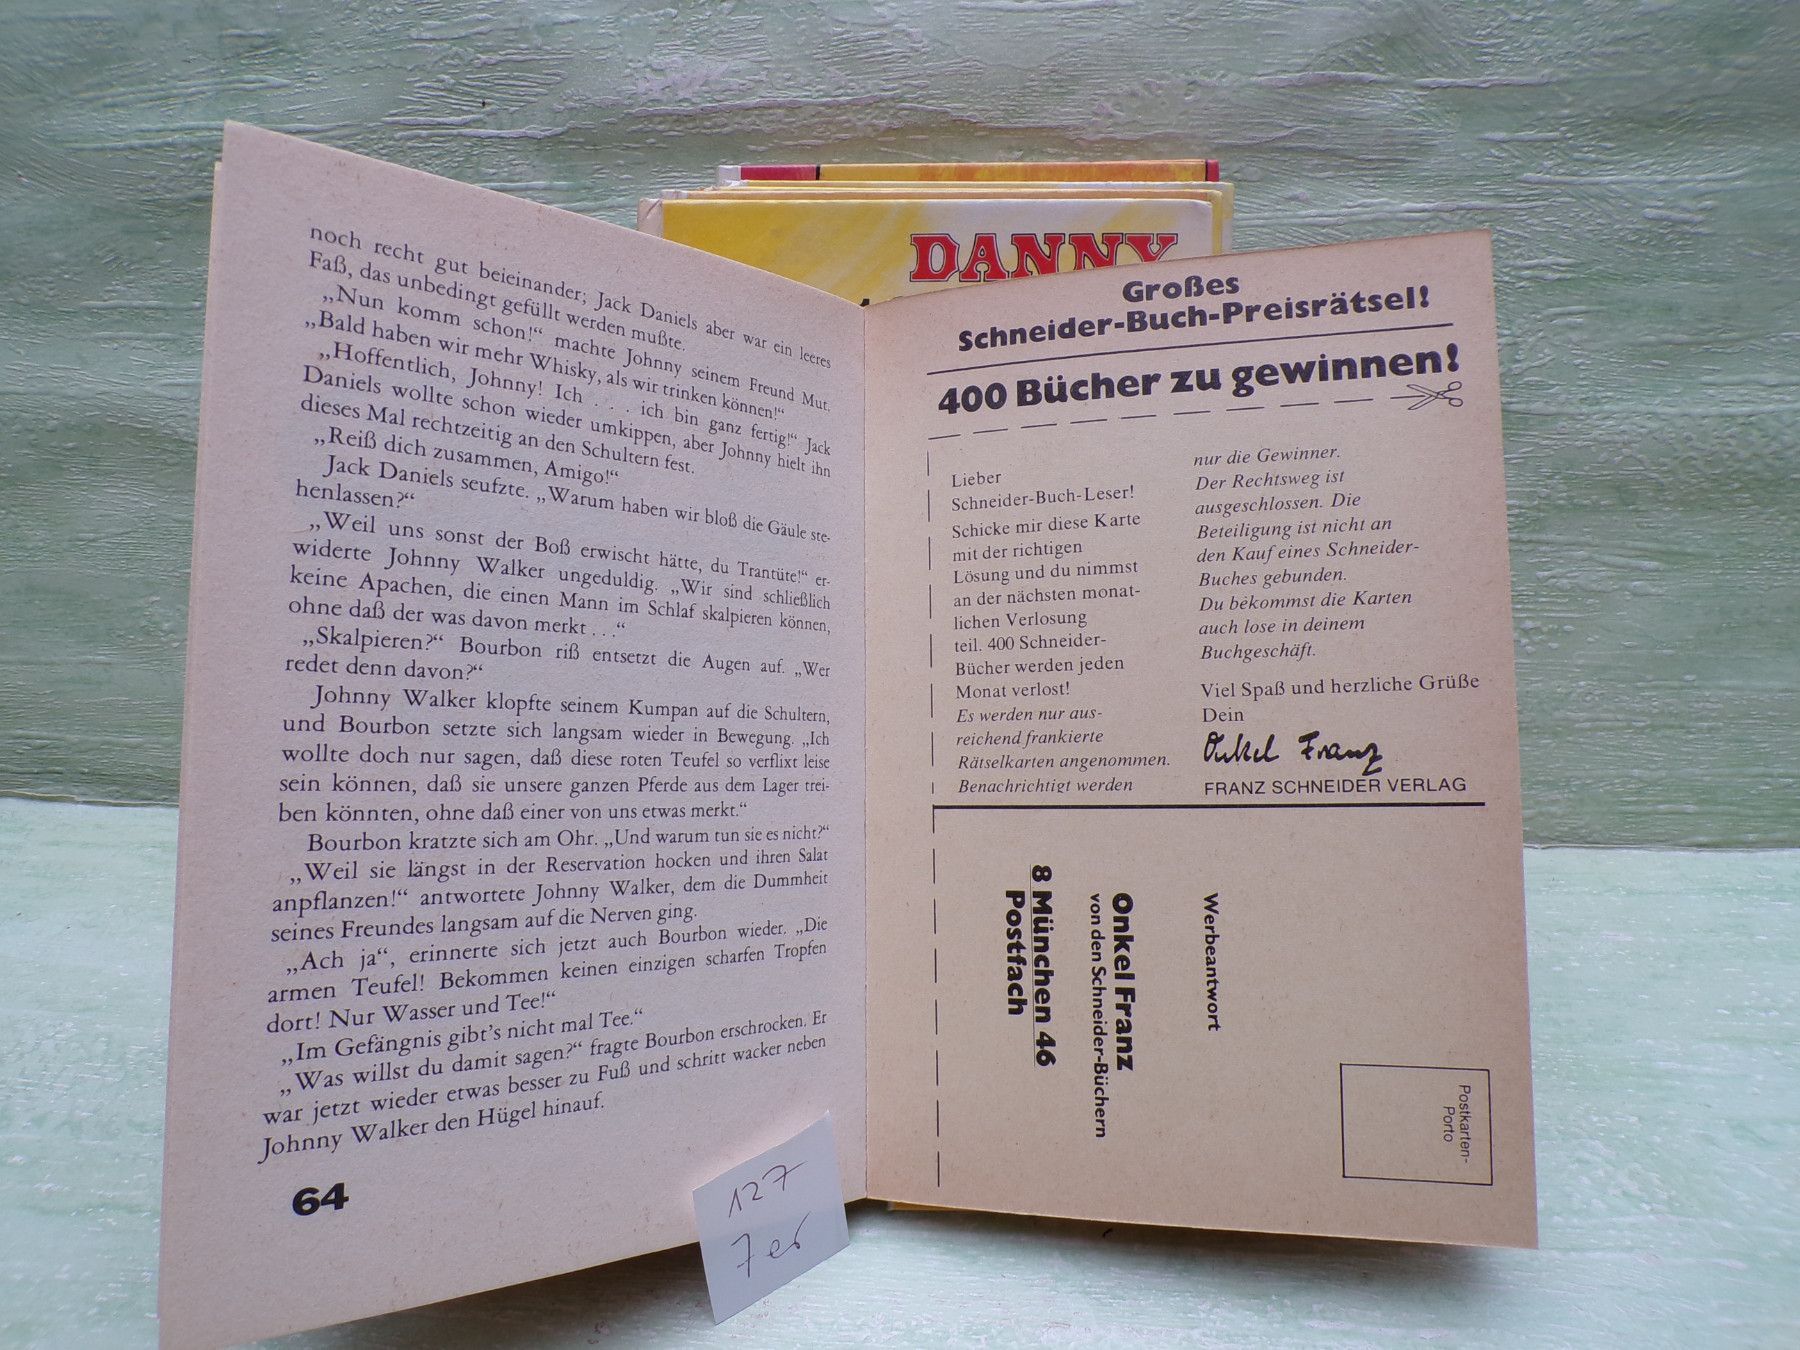 DANNY
noch recht gut beieinander; Jack Daniels aber war ein leeres
Faß, das unbedingt gefüllt werden mußte.
„Nun komm schon!“ machte Johnny seinem Freund Mut.
„Bald haben wir mehr Whisky, als wir trinken können!“
„Hoffentlich, Johnny! Ich . . . ich bin ganz fertig!“ Jack
Daniels wollte schon wieder umkippen, aber Johnny hielt ihn
dieses Mal rechtzeitig an den Schultern fest.
„Reiß dich zusammen, Amigo!“
Jack Daniels seufzte. „Warum haben wir bloß die Gäule ste-
henlassen?“
„Weil uns sonst der Boß erwischt hätte, du Trantüte!“ er-
widerte Johnny Walker ungeduldig. „Wir sind schließlich
keine Apachen, die einen Mann im Schlaf skalpieren können,
ohne daß der was davon merkt . . .“
„Skalpieren?“ Bourbon riß entsetzt die Augen auf. „Wer
redet denn davon?“
Johnny Walker klopfte seinem Kumpan auf die Schultern,
und Bourbon setzte sich langsam wieder in Bewegung. „Ich
wollte doch nur sagen, daß diese roten Teufel so verflixt leise
sein können, daß sie unsere ganzen Pferde aus dem Lager trei-
ben könnten, ohne daß einer von uns etwas merkt.“
Bourbon kratzte sich am Ohr. „Und warum tun sie es nicht?“
„Weil sie längst in der Reservation hocken und ihren Salat
anpflanzen!“ antwortete Johnny Walker, dem die Dummheit
seines Freundes langsam auf die Nerven ging.
„Ach ja“, erinnerte sich jetzt auch Bourbon wieder. „Die
armen Teufel! Bekommen keinen einzigen scharfen Tropfen
dort! Nur Wasser und Tee!“
„Im Gefängnis gibt's nicht mal Tee.“
„Was willst du damit sagen?“ fragte Bourbon erschrocken. Er
war jetzt wieder etwas besser zu Fuß und schritt wacker neben
Johnny Walker den Hügel hinauf.
64
127
7er
Großes
Schneider-Buch-Preisrätsel!
400 Bücher zu gewinnen!
Lieber
Schneider-Buch-Leser!
Schicke mir diese Karte
mit der richtigen
Lösung und du nimmst
an der nächsten monat-
lichen Verlosung
teil. 400 Schneider-
Bücher werden jeden
Monat verlost!
Es werden nur aus-
reichend frankierte
Rätselkarten angenommen.
Benachrichtigt werden
nur die Gewinner.
Der Rechtsweg ist
ausgeschlossen. Die
Beteiligung ist nicht an
den Kauf eines Schneider-
Buches gebunden.
Du bekommst die Karten
auch lose in deinem
Buchgeschäft.
Viel Spaß und herzliche Grüße
Dein
Onkel Franz
FRANZ SCHNEIDER VERLAG
Werbeantwort
Onkel Franz
von den Schneider-Büchern
8 München 46
Postfach
Postkarten-
Porto